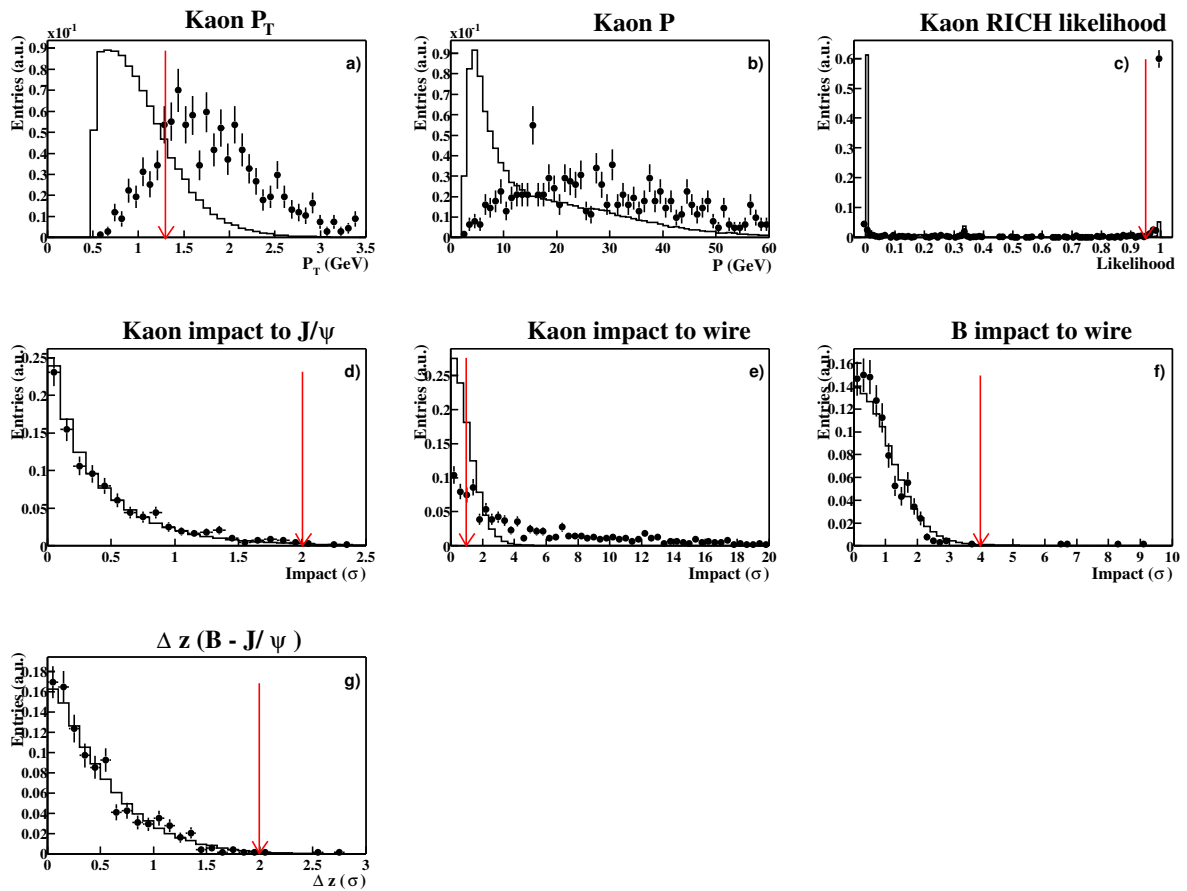 Kaon P_T
x10^-1
Entries (a.u.)
a)
0.9
0.8
0.7
0.6
0.5
0.4
0.3
0.2
0.1
0
0 0.5 1 1.5 2 2.5 3 3.5
P_T (GeV)
Kaon P
x10^-1
Entries (a.u.)
b)
0.9
0.8
0.7
0.6
0.5
0.4
0.3
0.2
0.1
0
0 10 20 30 40 50 60
P (GeV)
Kaon RICH likelihood
Entries (a.u.)
c)
0.6
0.5
0.4
0.3
0.2
0.1
0
0 0.1 0.2 0.3 0.4 0.5 0.6 0.7 0.8 0.9 1
Likelihood
Kaon impact to J/ψ
Entries (a.u.)
d)
0.25
0.2
0.15
0.1
0.05
0
0 0.5 1 1.5 2 2.5
Impact (σ)
Kaon impact to wire
Entries (a.u.)
e)
0.25
0.2
0.15
0.1
0.05
0
0 2 4 6 8 10 12 14 16 18 20
Impact (σ)
B impact to wire
Entries (a.u.)
f)
0.16
0.14
0.12
0.1
0.08
0.06
0.04
0.02
0
0 1 2 3 4 5 6 7 8 9 10
Impact (σ)
Δ z (B - J/ ψ )
Entries (a.u.)
g)
0.18
0.16
0.14
0.12
0.1
0.08
0.06
0.04
0.02
0
0 0.5 1 1.5 2 2.5 3
Δ z (σ)